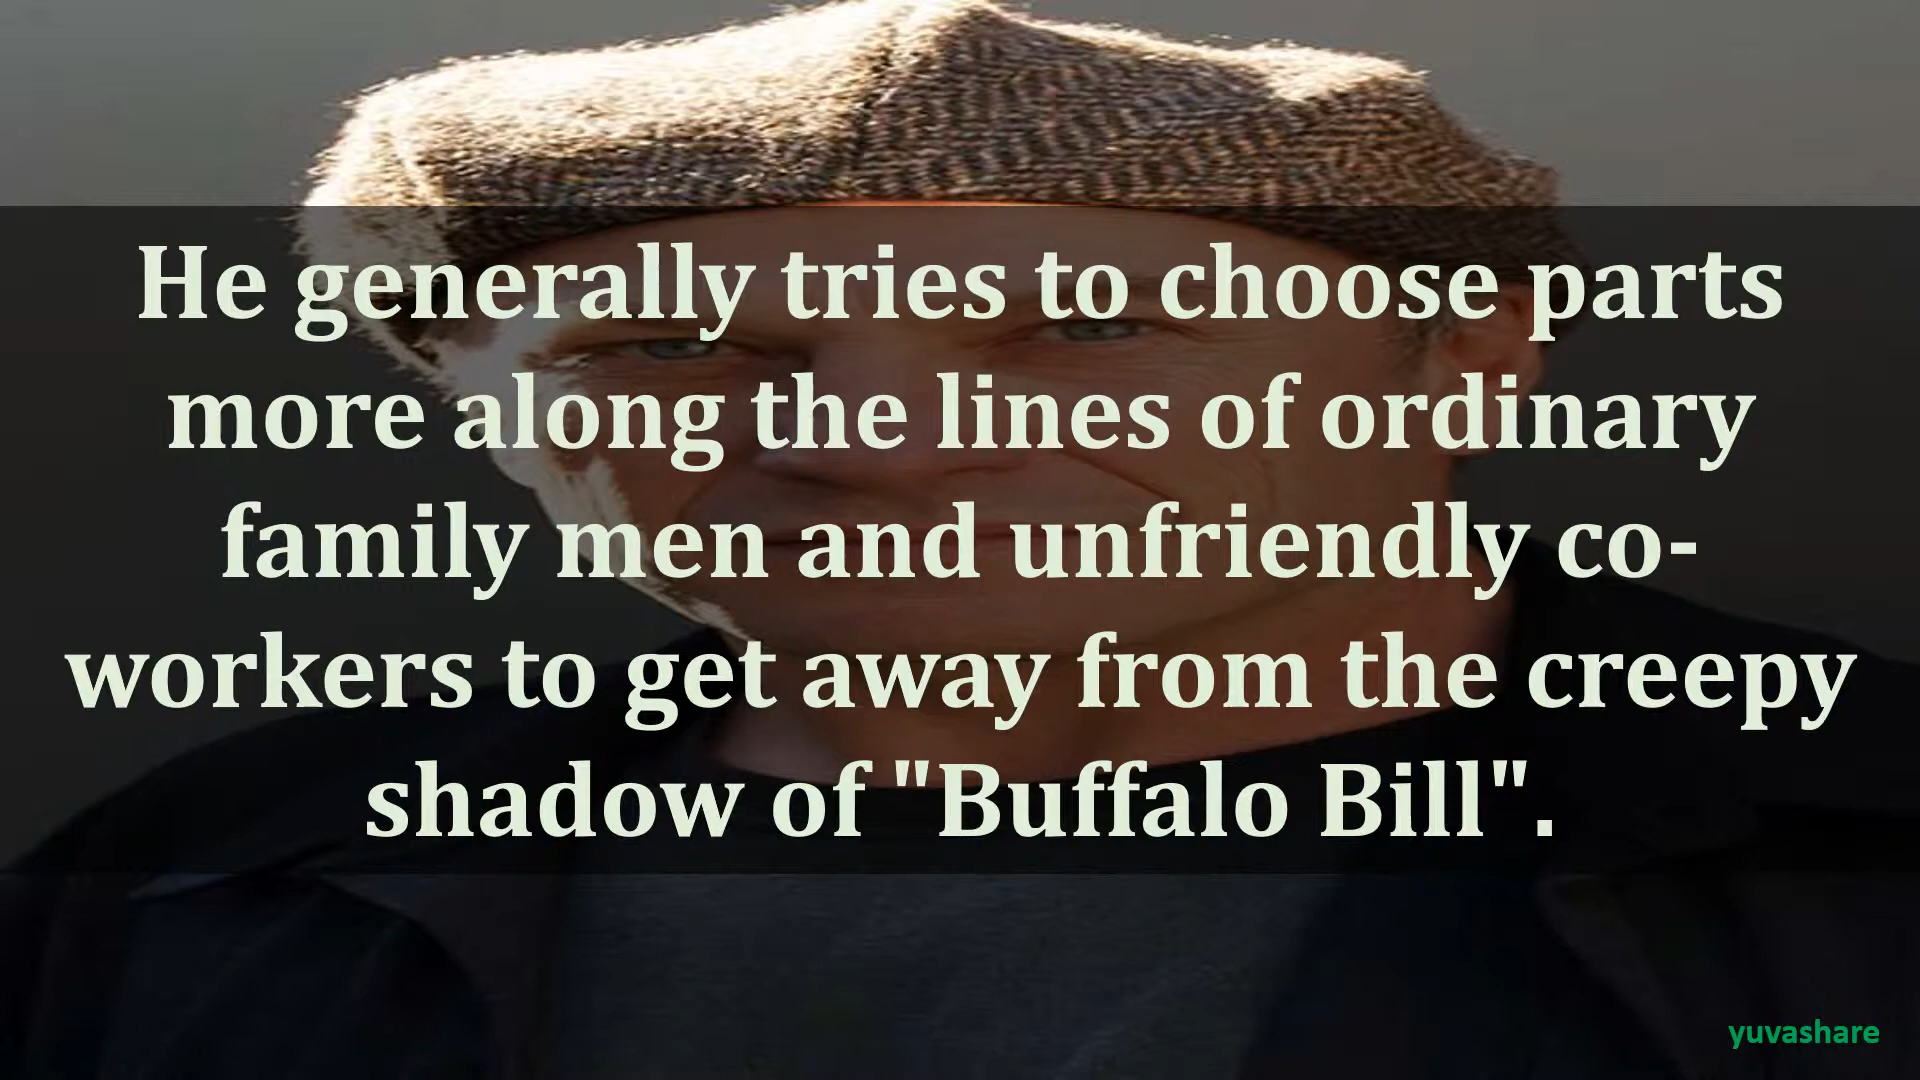 He generally tries to choose parts
more along the lines of ordinary
family men and unfriendly co-
workers to get away from the creepy
shadow of "Buffalo Bill".
yuvashare